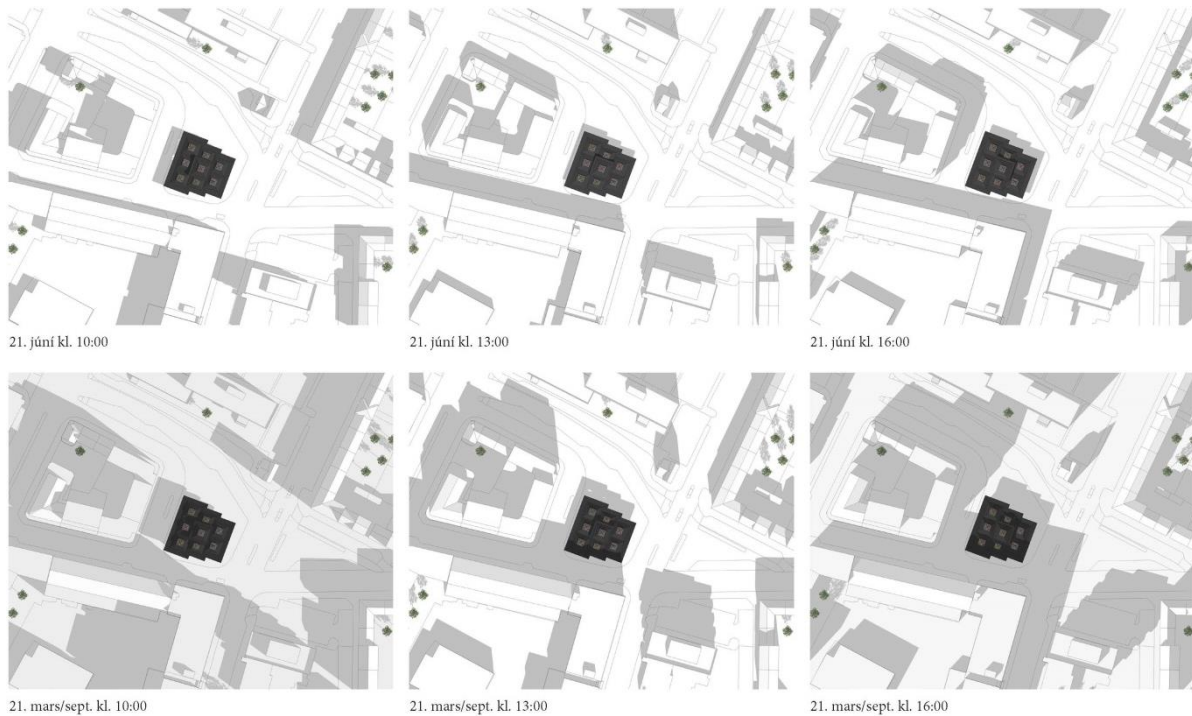 21. júní kl. 10:00
21. júní kl. 13:00
21. júní kl. 16:00
21. mars/sept. kl. 10:00
21. mars/sept. kl. 13:00
21. mars/sept. kl. 16:00